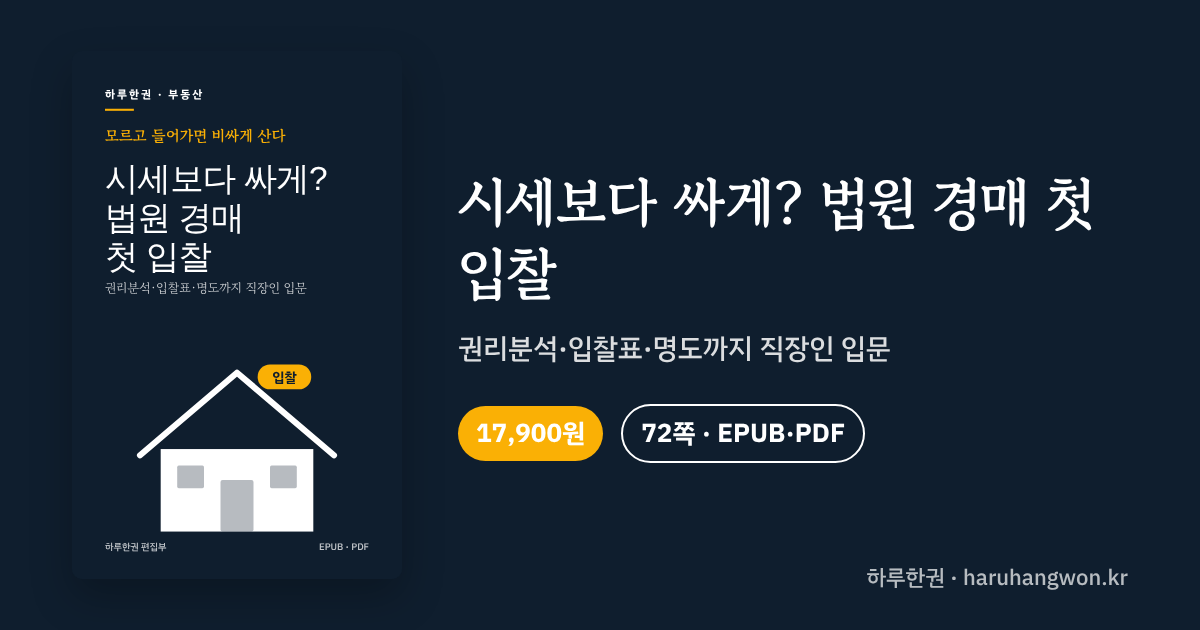 하루한권 · 부동산
모르고 들어가면 비싸게 산다
시세보다 싸게?
법원 경매
첫 입찰
권리분석·입찰표·명도까지 직장인 입문
입찰
하루한권 편집부
EPUB · PDF
시세보다 싸게? 법원 경매 첫
입찰
권리분석·입찰표·명도까지 직장인 입문
17,900원
72쪽 · EPUB·PDF
하루한권 · haruhangwon.kr